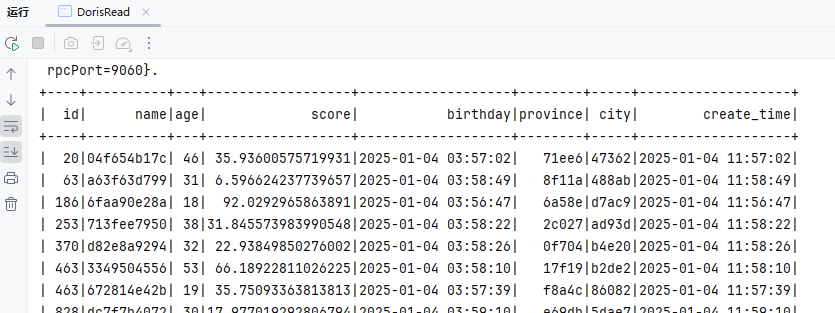 运行 DorisRead
rpcPort=9060}.
+----+----------+---+------------------+-------------------+--------+-----+-------------------+
|  id|      name|age|             score|           birthday|province| city|        create_time|
+----+----------+---+------------------+-------------------+--------+-----+-------------------+
|  20|04f654b17c| 46| 35.93600575719931|2025-01-04 03:57:02|   71ee6|47362|2025-01-04 11:57:02|
|  63|a63f63d799| 31| 6.596624237739657|2025-01-04 03:58:49|   8f11a|488ab|2025-01-04 11:58:49|
| 186|6faa90e28a| 18|  92.02992965863891|2025-01-04 03:56:47|   6a58e|d7ac9|2025-01-04 11:56:47|
| 253|713fee7950| 38|31.845573983990548|2025-01-04 03:58:22|   2c027|ad93d|2025-01-04 11:58:22|
| 370|d82e8a9294| 32| 22.93849850276002|2025-01-04 03:58:26|   0f704|b4e20|2025-01-04 11:58:26|
| 463|3349504556| 53| 66.18922811026225|2025-01-04 03:58:10|   17f19|b2de2|2025-01-04 11:58:10|
| 463|672814e42b| 19| 35.75093363813813|2025-01-04 03:57:39|   f8a4c|86082|2025-01-04 11:57:39|
| 828|dc7f7b4072| 30|17.977019292806794|2025-01-04 03:59:10|   e69db|5dae7|2025-01-04 11:59:10|